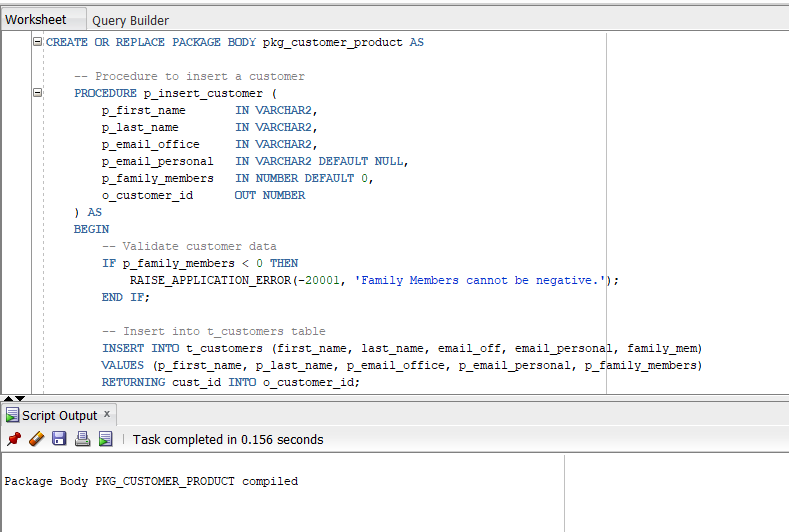 Worksheet Query Builder
CREATE OR REPLACE PACKAGE BODY pkg_customer_product AS
-- Procedure to insert a customer
PROCEDURE p_insert_customer (
p_first_name IN VARCHAR2,
p_last_name IN VARCHAR2,
p_email_office IN VARCHAR2,
p_email_personal IN VARCHAR2 DEFAULT NULL,
p_family_members IN NUMBER DEFAULT 0,
o_customer_id OUT NUMBER
) AS
BEGIN
-- Validate customer data
IF p_family_members < 0 THEN
RAISE_APPLICATION_ERROR(-20001, 'Family Members cannot be negative.');
END IF;
-- Insert into t_customers table
INSERT INTO t_customers (first_name, last_name, email_off, email_personal, family_mem)
VALUES (p_first_name, p_last_name, p_email_office, p_email_personal, p_family_members)
RETURNING cust_id INTO o_customer_id;
Script Output x
Task completed in 0.156 seconds
Package Body PKG_CUSTOMER_PRODUCT compiled